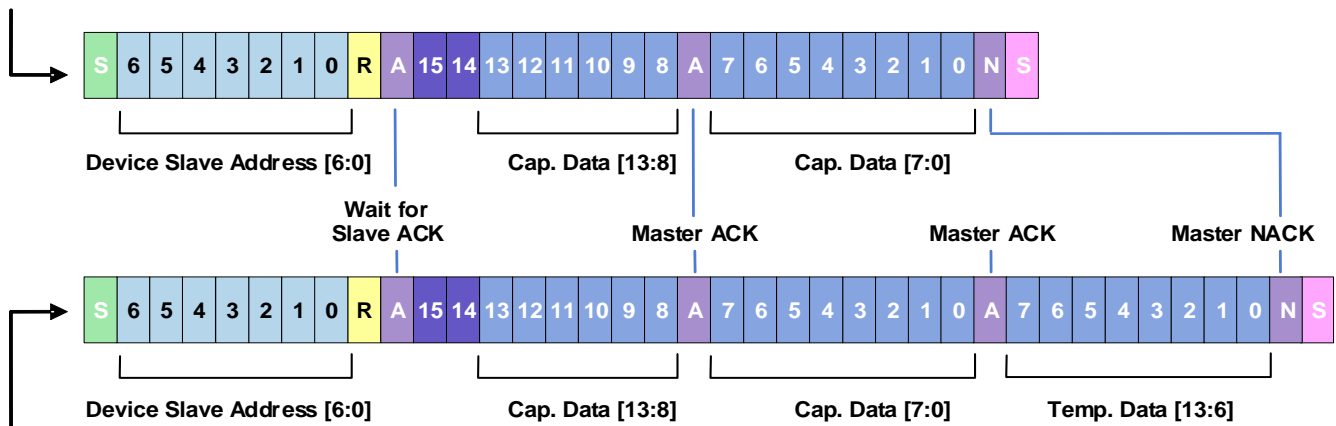 S 6 5 4 3 2 1 0 R A 15 14 13 12 11 10 9 8 A 7 6 5 4 3 2 1 0 N S
Device Slave Address [6:0] Cap. Data [13:8] Cap. Data [7:0]
Wait for
Slave ACK Master ACK Master ACK Master NACK
S 6 5 4 3 2 1 0 R A 15 14 13 12 11 10 9 8 A 7 6 5 4 3 2 1 0 A 7 6 5 4 3 2 1 0 N S
Device Slave Address [6:0] Cap. Data [13:8] Cap. Data [7:0] Temp. Data [13:6]